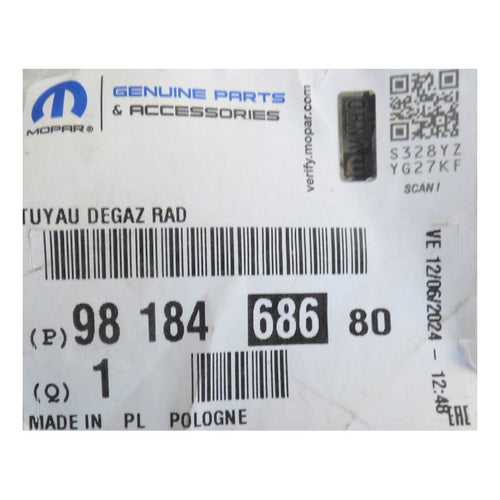 MOPAR®
GENUINE PARTS
& ACCESSORIES
verify.mopar.com
S328YZ
YG27KF
SCAN!
TUYAU DEGAZ RAD
(P) 98 184 686 80
(Q) 1
MADE IN PL POLOGNE
VE 12/06/2024 - 12:48
EAC